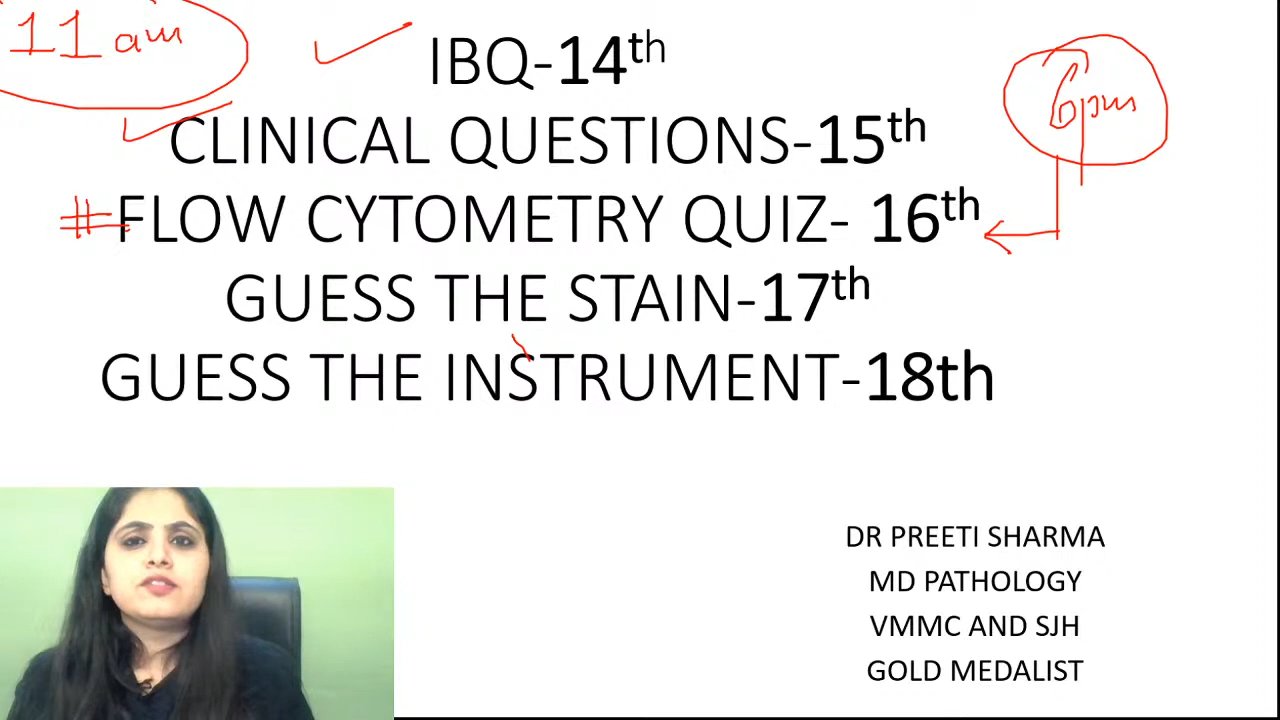 11 am
IBQ-14th
6pm
CLINICAL QUESTIONS-15th
# FLOW CYTOMETRY QUIZ- 16th
GUESS THE STAIN-17th
GUESS THE INSTRUMENT-18th
DR PREETI SHARMA
MD PATHOLOGY
VMMC AND SJH
GOLD MEDALIST